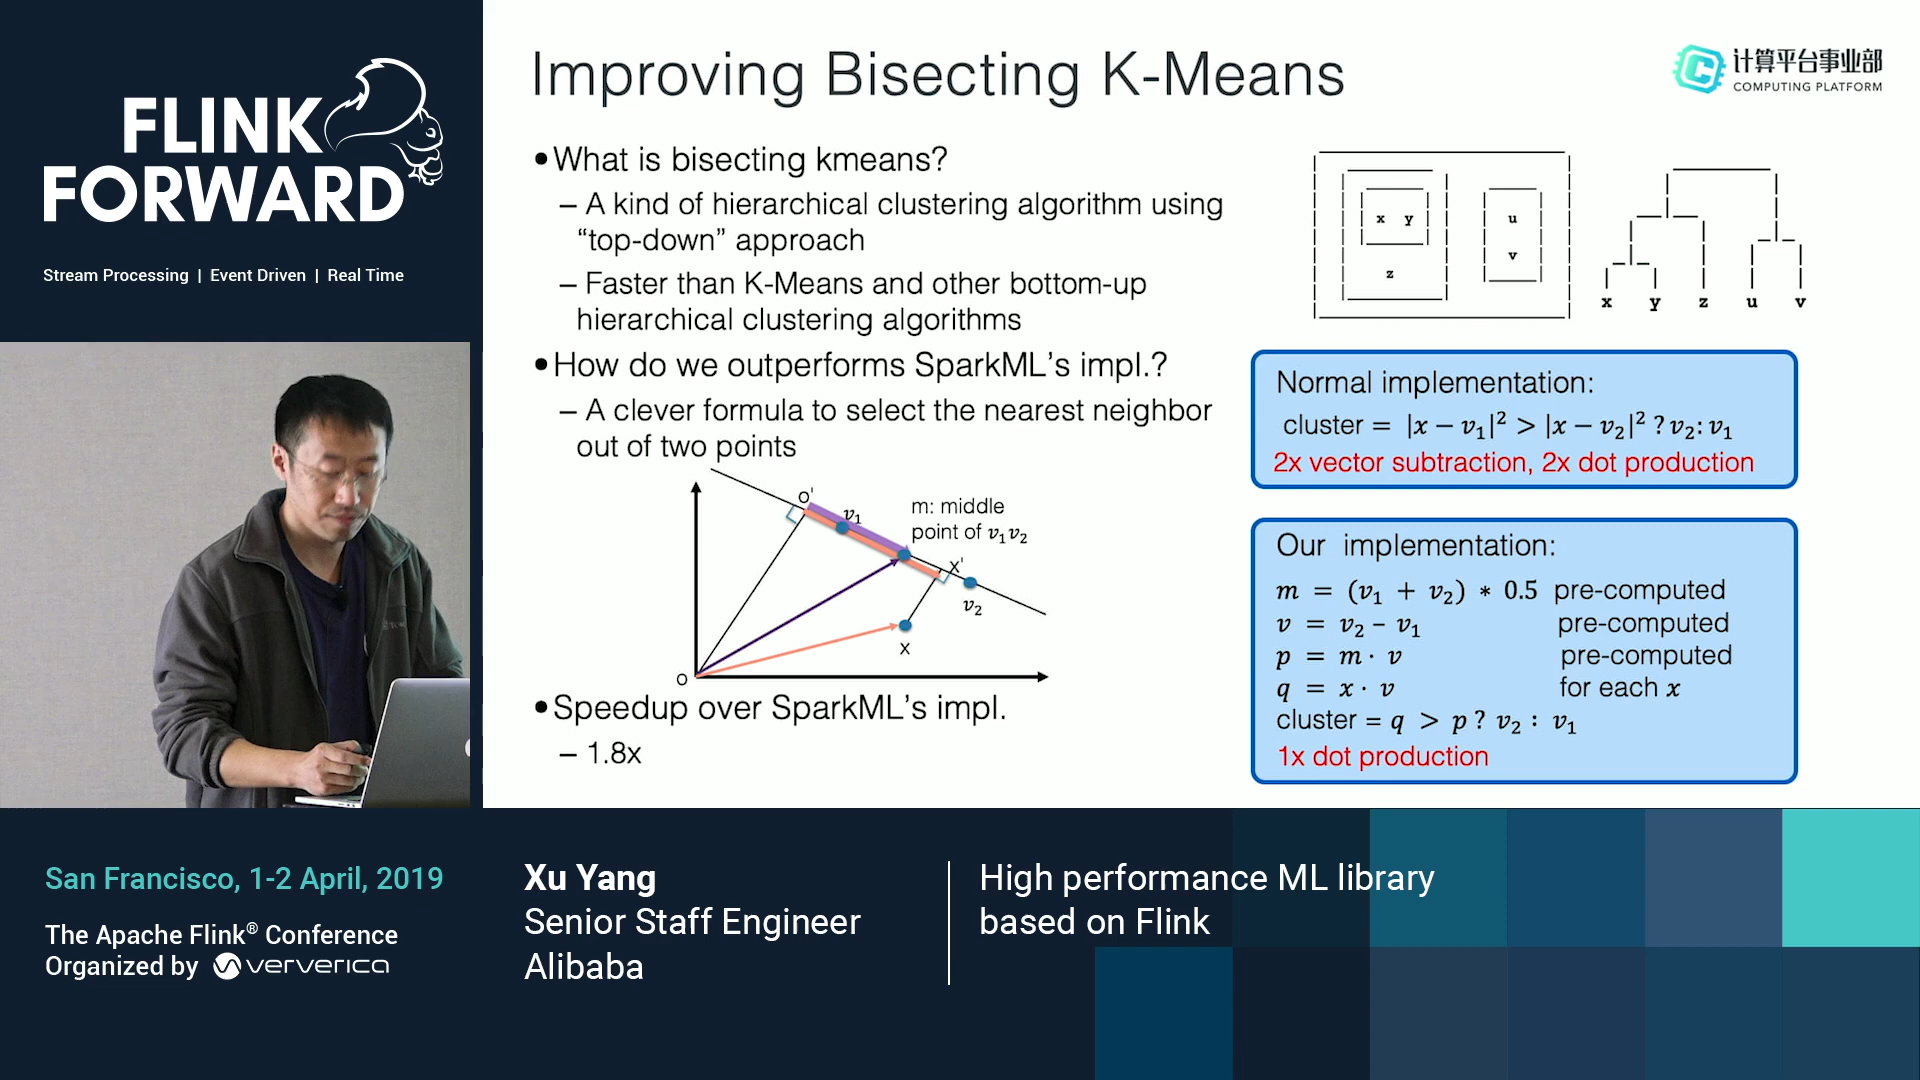 FLINK
FORWARD
Stream Processing | Event Driven | Real Time
Improving Bisecting K-Means
计算平台事业部
COMPUTING PLATFORM
•What is bisecting kmeans?
– A kind of hierarchical clustering algorithm using
“top-down” approach
– Faster than K-Means and other bottom-up
hierarchical clustering algorithms
•How do we outperforms SparkML’s impl.?
– A clever formula to select the nearest neighbor
out of two points
o'
v₁
m: middle
point of v₁v₂
x'
v₂
x
o
•Speedup over SparkML’s impl.
– 1.8x
x y
z
u
v
x y z u v
Normal implementation:
cluster = |x − v₁|² > |x − v₂|² ? v₂: v₁
2x vector subtraction, 2x dot production
Our implementation:
m = (v₁ + v₂) * 0.5 pre-computed
v = v₂ – v₁ pre-computed
p = m · v pre-computed
q = x · v for each x
cluster = q > p ? v₂ : v₁
1x dot production
San Francisco, 1-2 April, 2019
The Apache Flink® Conference
Organized by ververica
Xu Yang
Senior Staff Engineer
Alibaba
High performance ML library
based on Flink